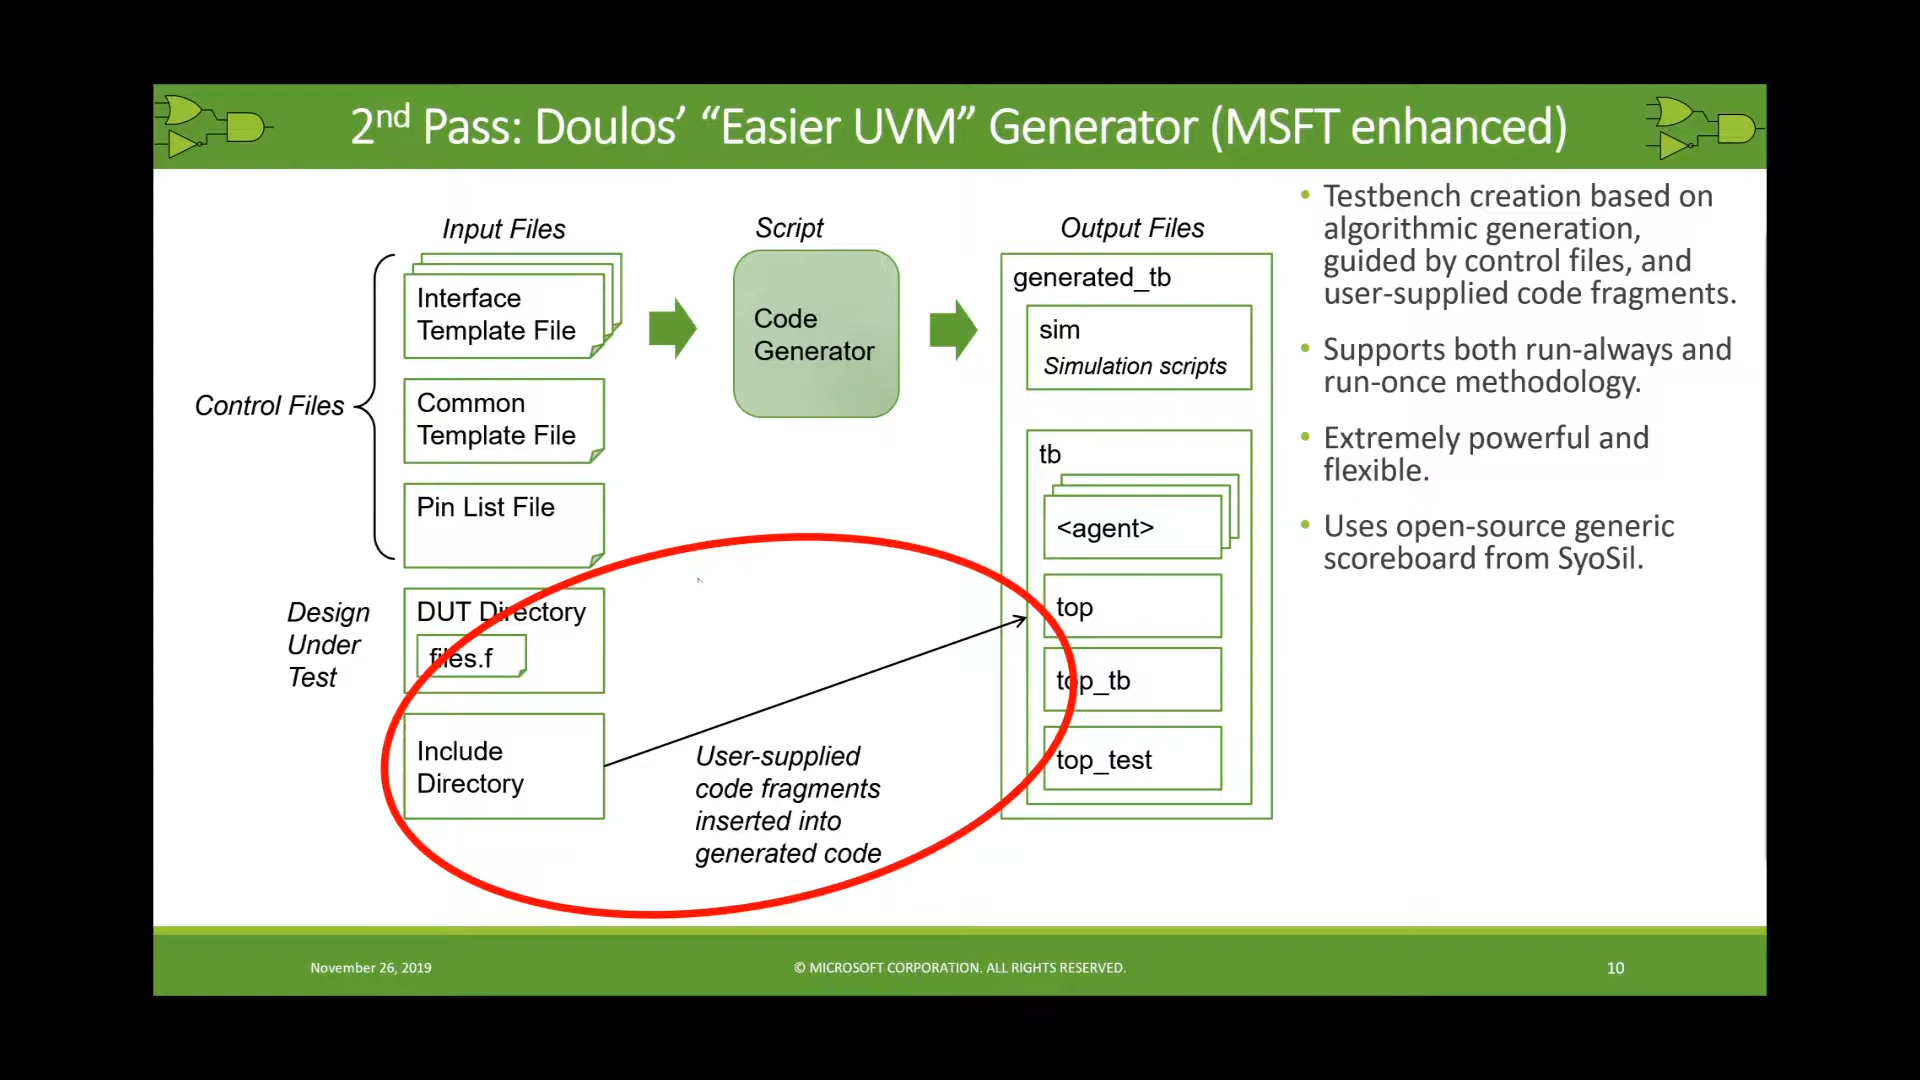 2nd Pass: Doulos’ “Easier UVM” Generator (MSFT enhanced)
Input Files
Script
Output Files
Control Files
Interface
Template File
Common
Template File
Pin List File
Design
Under
Test
DUT Directory
files.f
Include
Directory
Code
Generator
User-supplied
code fragments
inserted into
generated code
generated_tb
sim
Simulation scripts
tb
<agent>
top
top_tb
top_test
• Testbench creation based on
algorithmic generation,
guided by control files, and
user-supplied code fragments.
• Supports both run-always and
run-once methodology.
• Extremely powerful and
flexible.
• Uses open-source generic
scoreboard from SyoSil.
November 26, 2019
© MICROSOFT CORPORATION. ALL RIGHTS RESERVED.
10